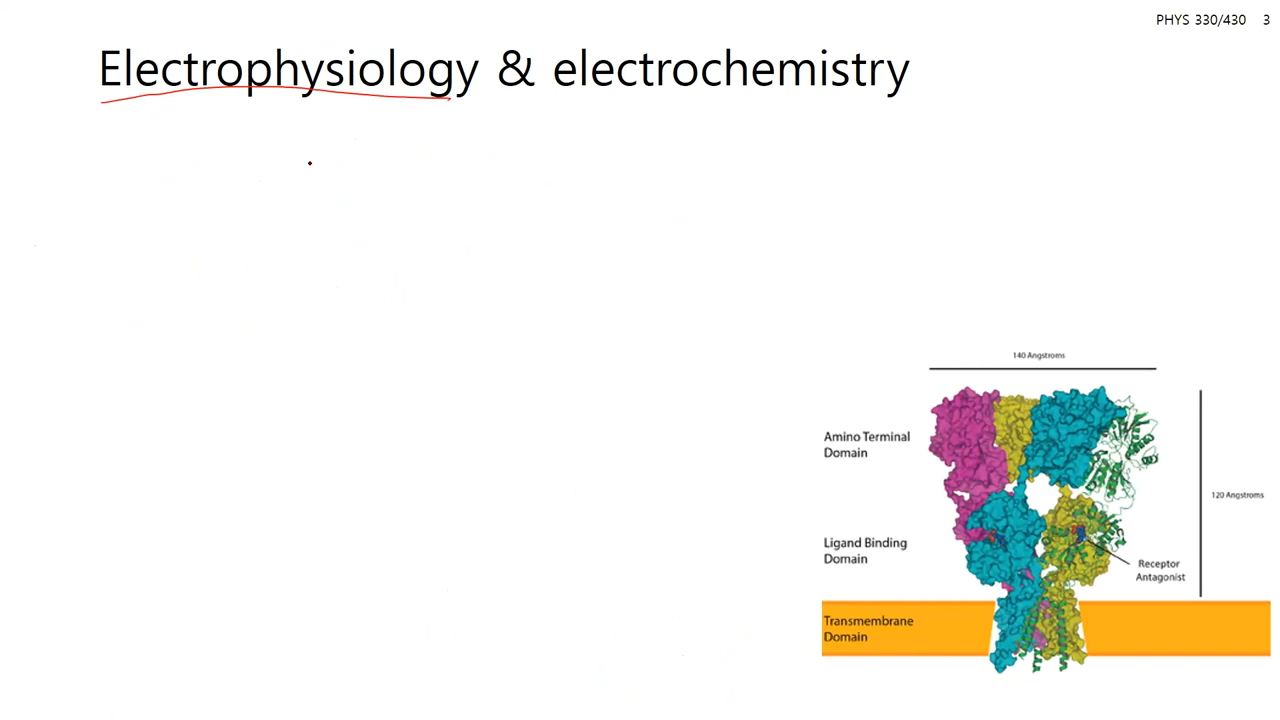 PHYS 330/430 3
Electrophysiology & electrochemistry
140 Angstroms
Amino Terminal
Domain
120 Angstroms
Ligand Binding
Domain
Receptor
Antagonist
Transmembrane
Domain